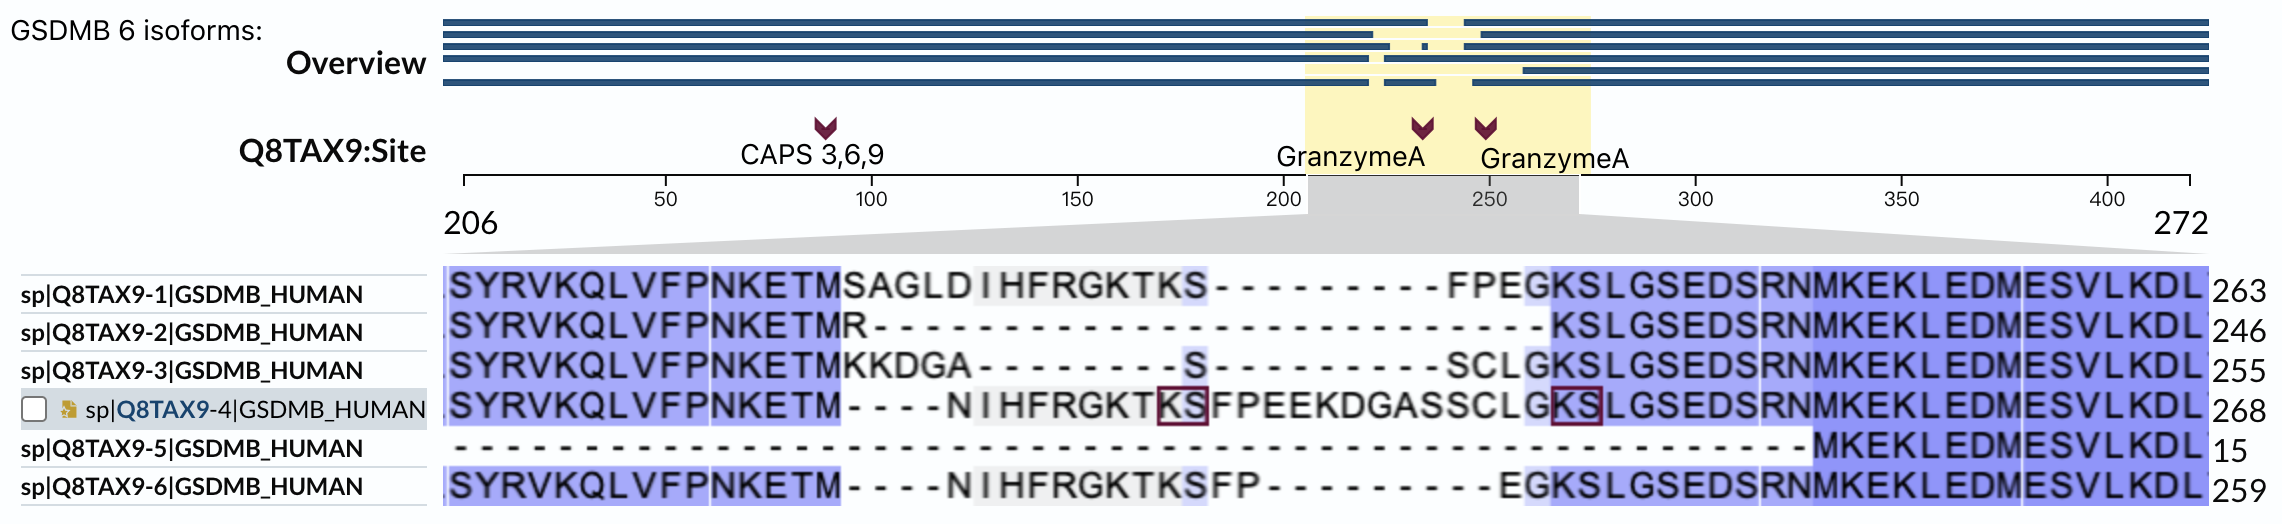 GSDMB 6 isoforms:
Overview
Q8TAX9:Site
CAPS 3,6,9
GranzymeA
GranzymeA
50 100 150 200 250 300 350 400
206 272
sp|Q8TAX9-1|GSDMB_HUMAN SYRVKQLVFPNKETMSAGLDIHFRGKTKS---------FPEGKSLGSEDSRNMKEKLEDMESVLKDL 263
sp|Q8TAX9-2|GSDMB_HUMAN SYRVKQLVFPNKETMR--------------------------KSLGSEDSRNMKEKLEDMESVLKDL 246
sp|Q8TAX9-3|GSDMB_HUMAN SYRVKQLVFPNKETMKKDGA--------S---------SCLGKSLGSEDSRNMKEKLEDMESVLKDL 255
sp|Q8TAX9-4|GSDMB_HUMAN SYRVKQLVFPNKETM----NIHFRGKTKSFPEEKDGASSCLGKSLGSEDSRNMKEKLEDMESVLKDL 268
sp|Q8TAX9-5|GSDMB_HUMAN ----------------------------------------------------MKEKLEDMESVLKDL 15
sp|Q8TAX9-6|GSDMB_HUMAN SYRVKQLVFPNKETM----NIHFRGKTKSFP---------EGKSLGSEDSRNMKEKLEDMESVLKDL 259